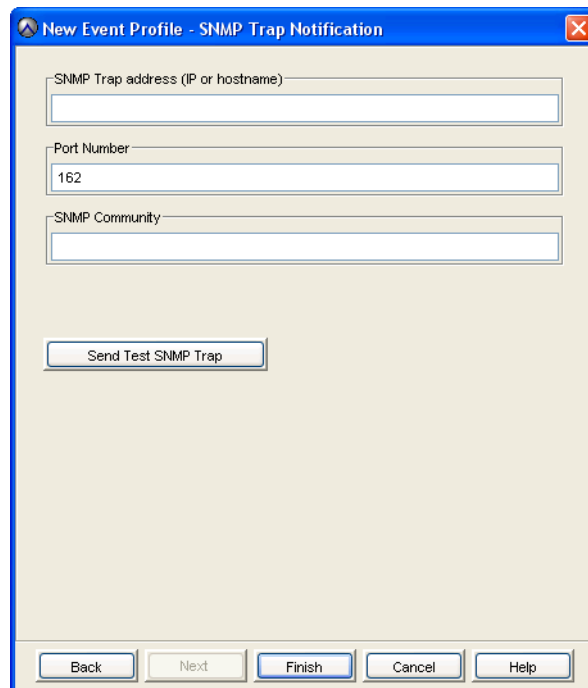 New Event Profile - SNMP Trap Notification
SNMP Trap address (IP or hostname)
Port Number
162
SNMP Community
Send Test SNMP Trap
Back Next Finish Cancel Help